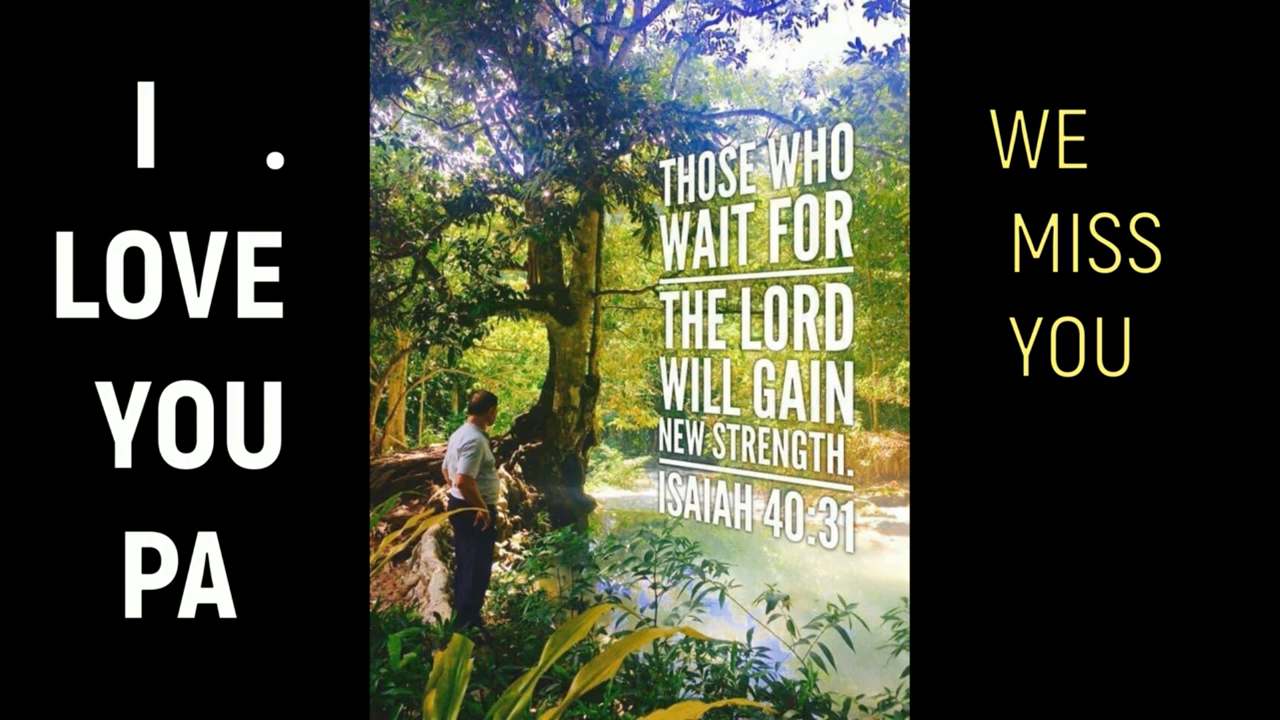 I .
LOVE
YOU
PA
THOSE WHO
WAIT FOR
THE LORD
WILL GAIN
NEW STRENGTH.
ISAIAH 40:31
WE
MISS
YOU